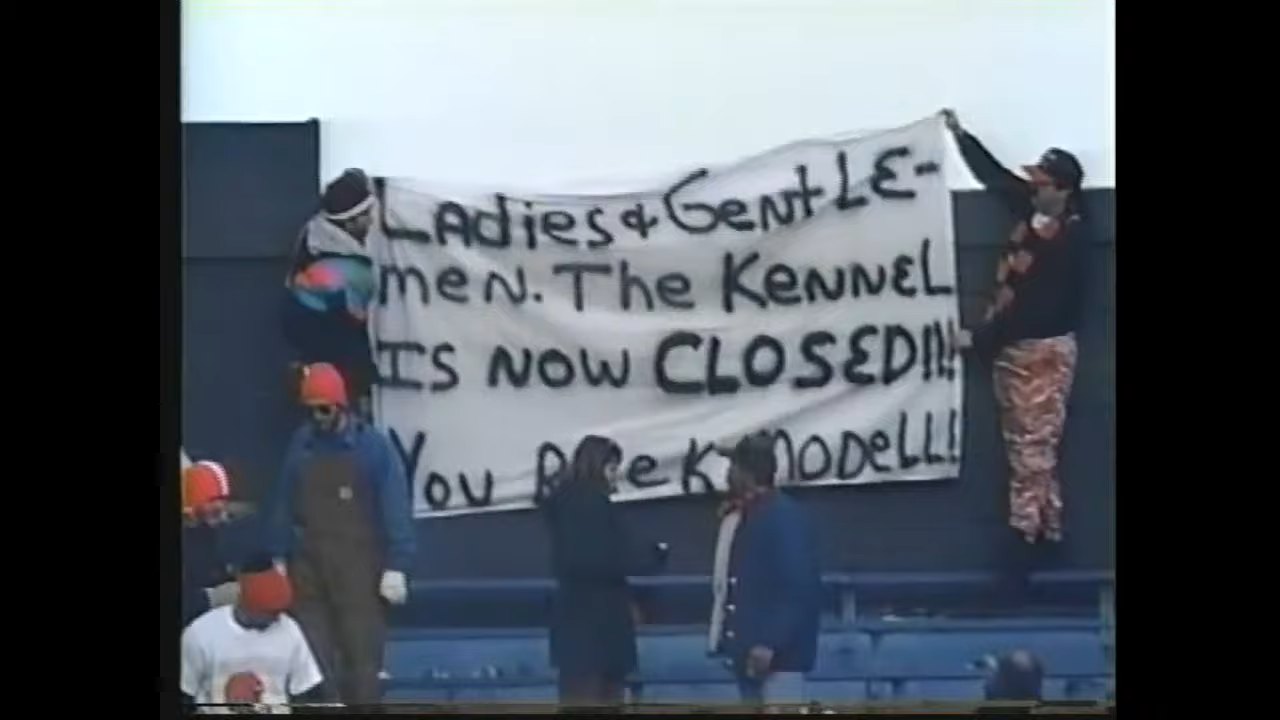 LAdies & GentLE-
meN. The KeNNEL
IS NOW CLOSED!!!
You MODeLL!